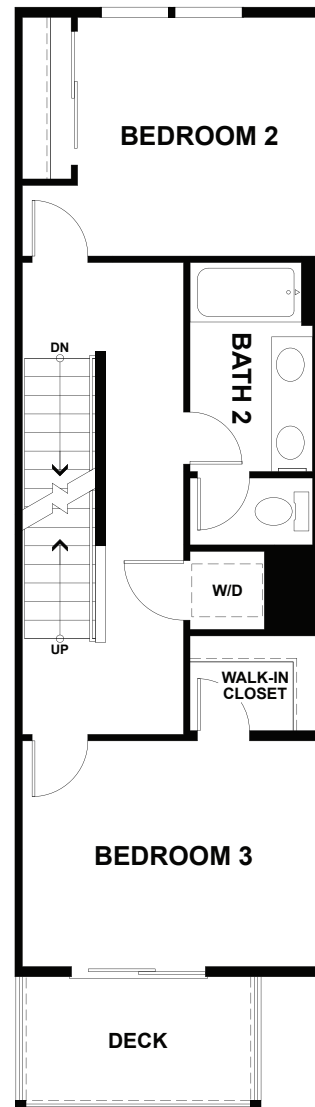 BEDROOM 2
DN
BATH 2
W/D
UP
WALK-IN
CLOSET
BEDROOM 3
DECK